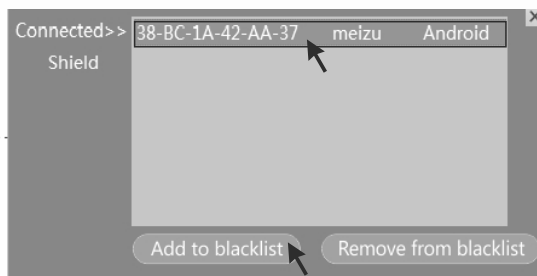 Connected>> 38-BC-1A-42-AA-37 meizu Android
Shield
Add to blacklist Remove from blacklist